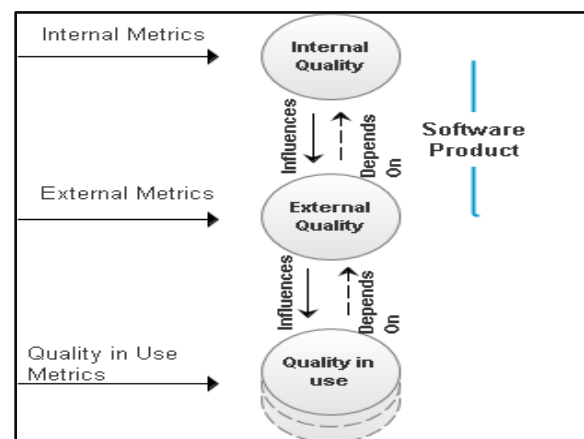 Internal Metrics
Internal
Quality
Influences
Depends
On
Software
Product
External Metrics
External
Quality
Influences
Depends
On
Quality in Use
Metrics
Quality in
use